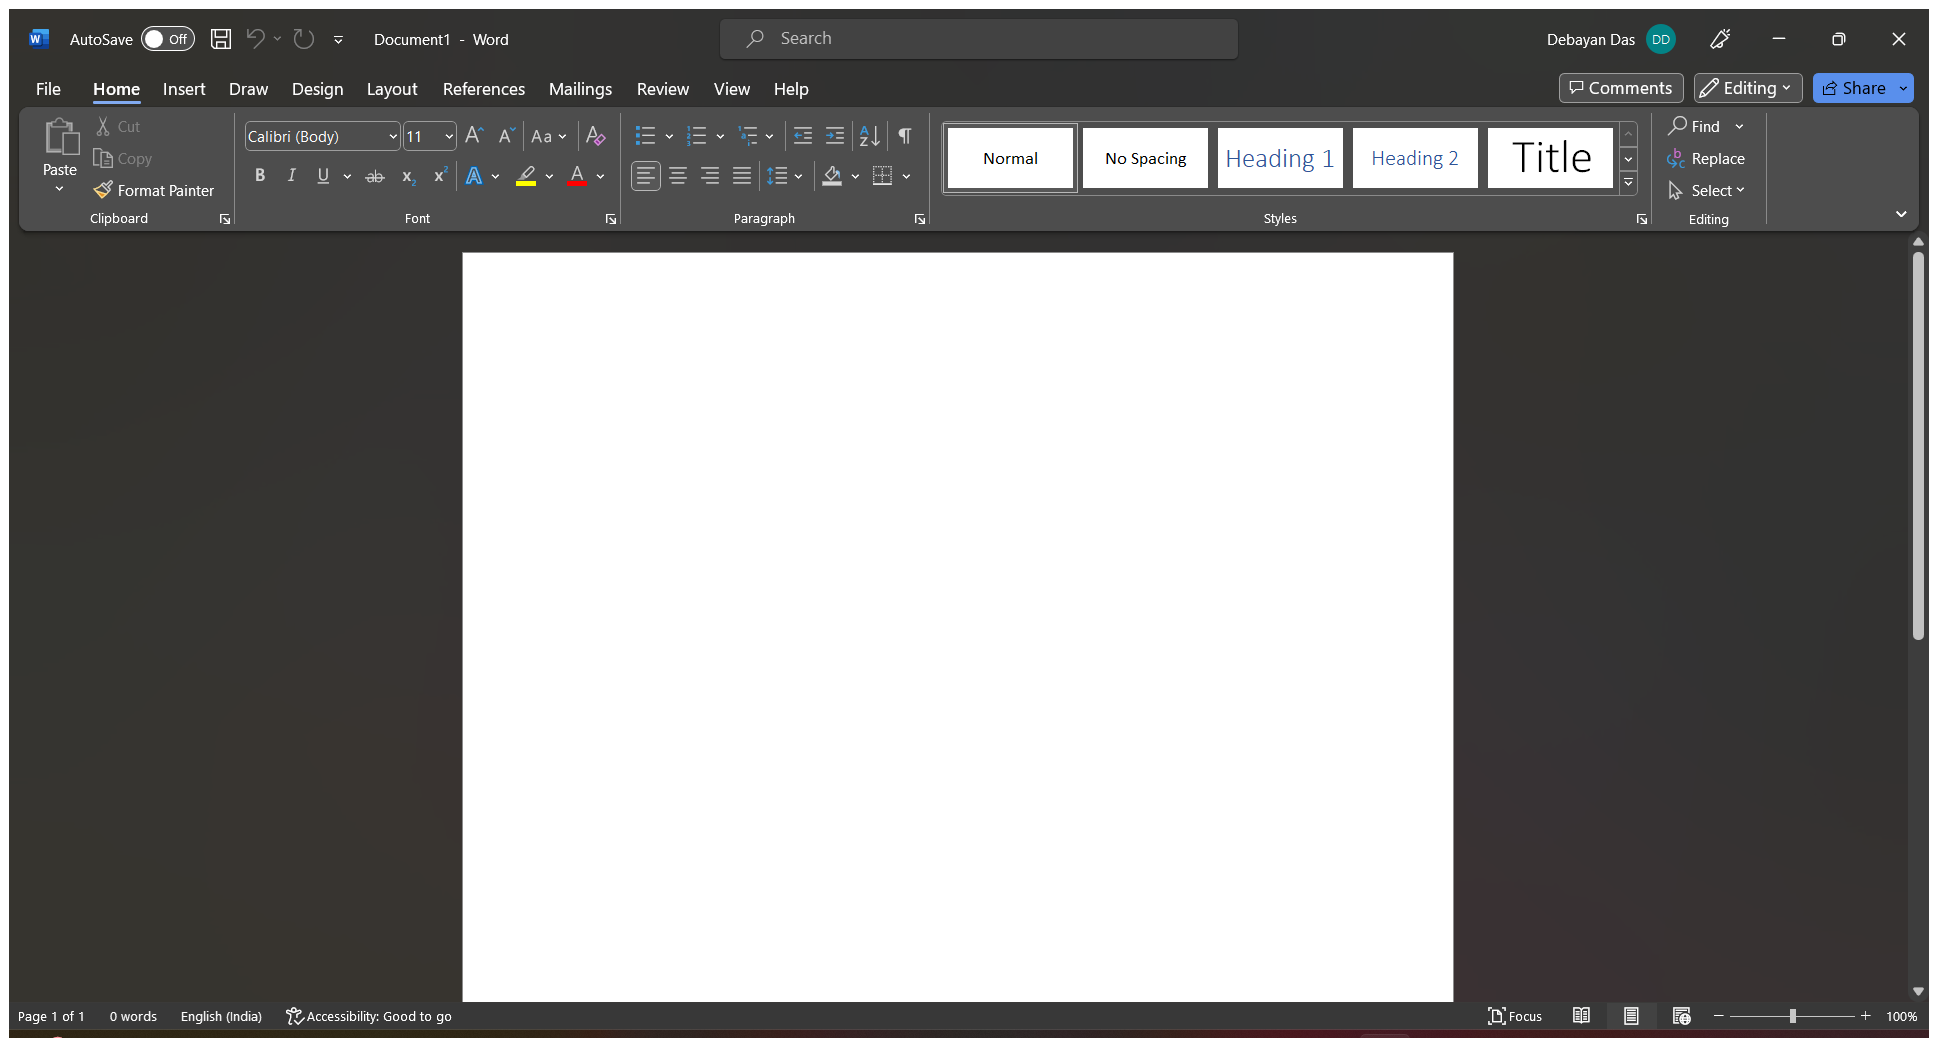 AutoSave Off Document1 - Word Search Debayan Das DD
File Home Insert Draw Design Layout References Mailings Review View Help Comments Editing Share
Paste
Cut
Copy
Format Painter
Clipboard
Calibri (Body) 11
Font
Paragraph
Normal No Spacing Heading 1 Heading 2 Title
Styles
Find
Replace
Select
Editing
Page 1 of 1 0 words English (India) Accessibility: Good to go Focus 100%